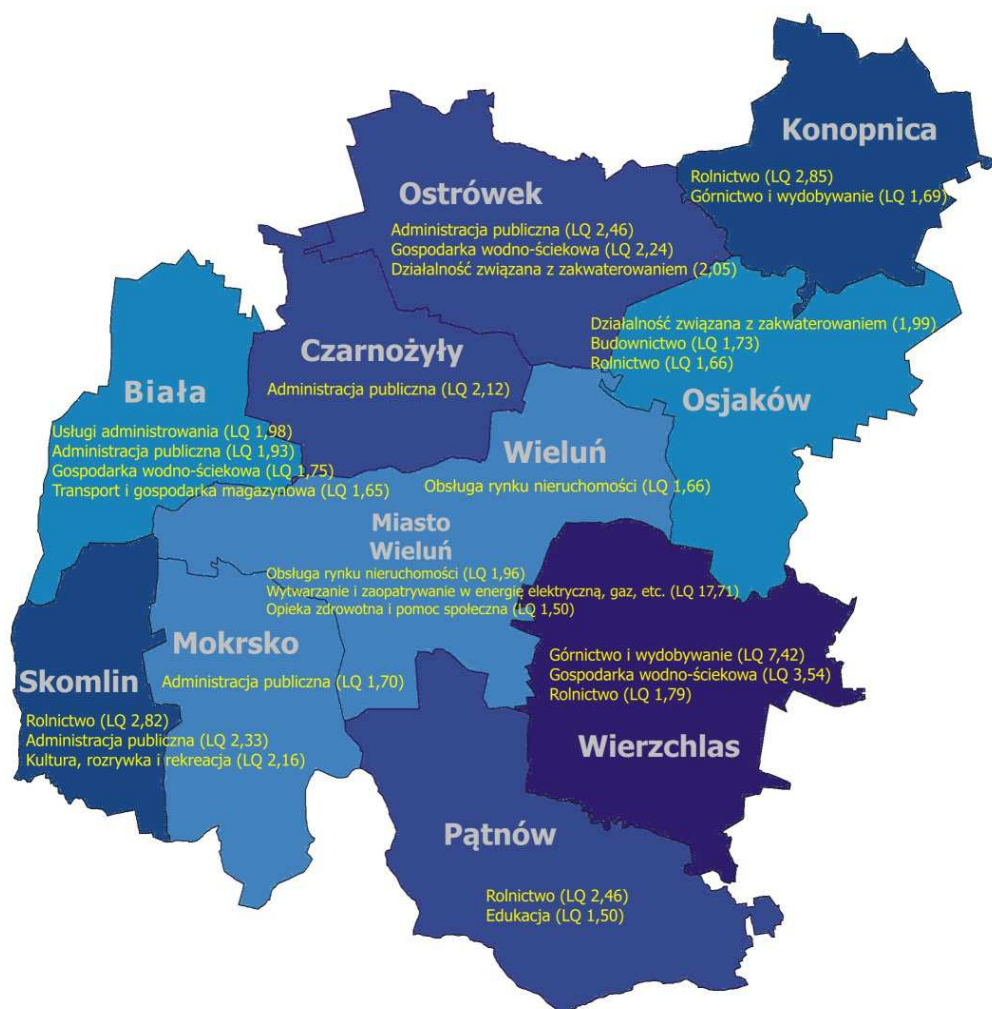 Konopnica
Rolnictwo (LQ 2,85)
Górnictwo i wydobywanie (LQ 1,69)
Ostrówek
Administracja publiczna (LQ 2,46)
Gospodarka wodno-ściekowa (LQ 2,24)
Działalność związana z zakwaterowaniem (2,05)
Działalność związana z zakwaterowaniem (1,99)
Budownictwo (LQ 1,73)
Rolnictwo (LQ 1,66)
Osjaków
Czarnożyły
Administracja publiczna (LQ 2,12)
Biała
Usługi administrowania (LQ 1,98)
Administracja publiczna (LQ 1,93)
Gospodarka wodno-ściekowa (LQ 1,75)
Transport i gospodarka magazynowa (LQ 1,65)
Wieluń
Obsługa rynku nieruchomości (LQ 1,66)
Miasto
Wieluń
Obsługa rynku nieruchomości (LQ 1,96)
Wytwarzanie i zaopatrywanie w energię elektryczną, gaz, etc. (LQ 17,71)
Opieka zdrowotna i pomoc społeczna (LQ 1,50)
Mokrsko
Administracja publiczna (LQ 1,70)
Skomlin
Rolnictwo (LQ 2,82)
Administracja publiczna (LQ 2,33)
Kultura, rozrywka i rekreacja (LQ 2,16)
Górnictwo i wydobywanie (LQ 7,42)
Gospodarka wodno-ściekowa (LQ 3,54)
Rolnictwo (LQ 1,79)
Wierzchlas
Pątnów
Rolnictwo (LQ 2,46)
Edukacja (LQ 1,50)